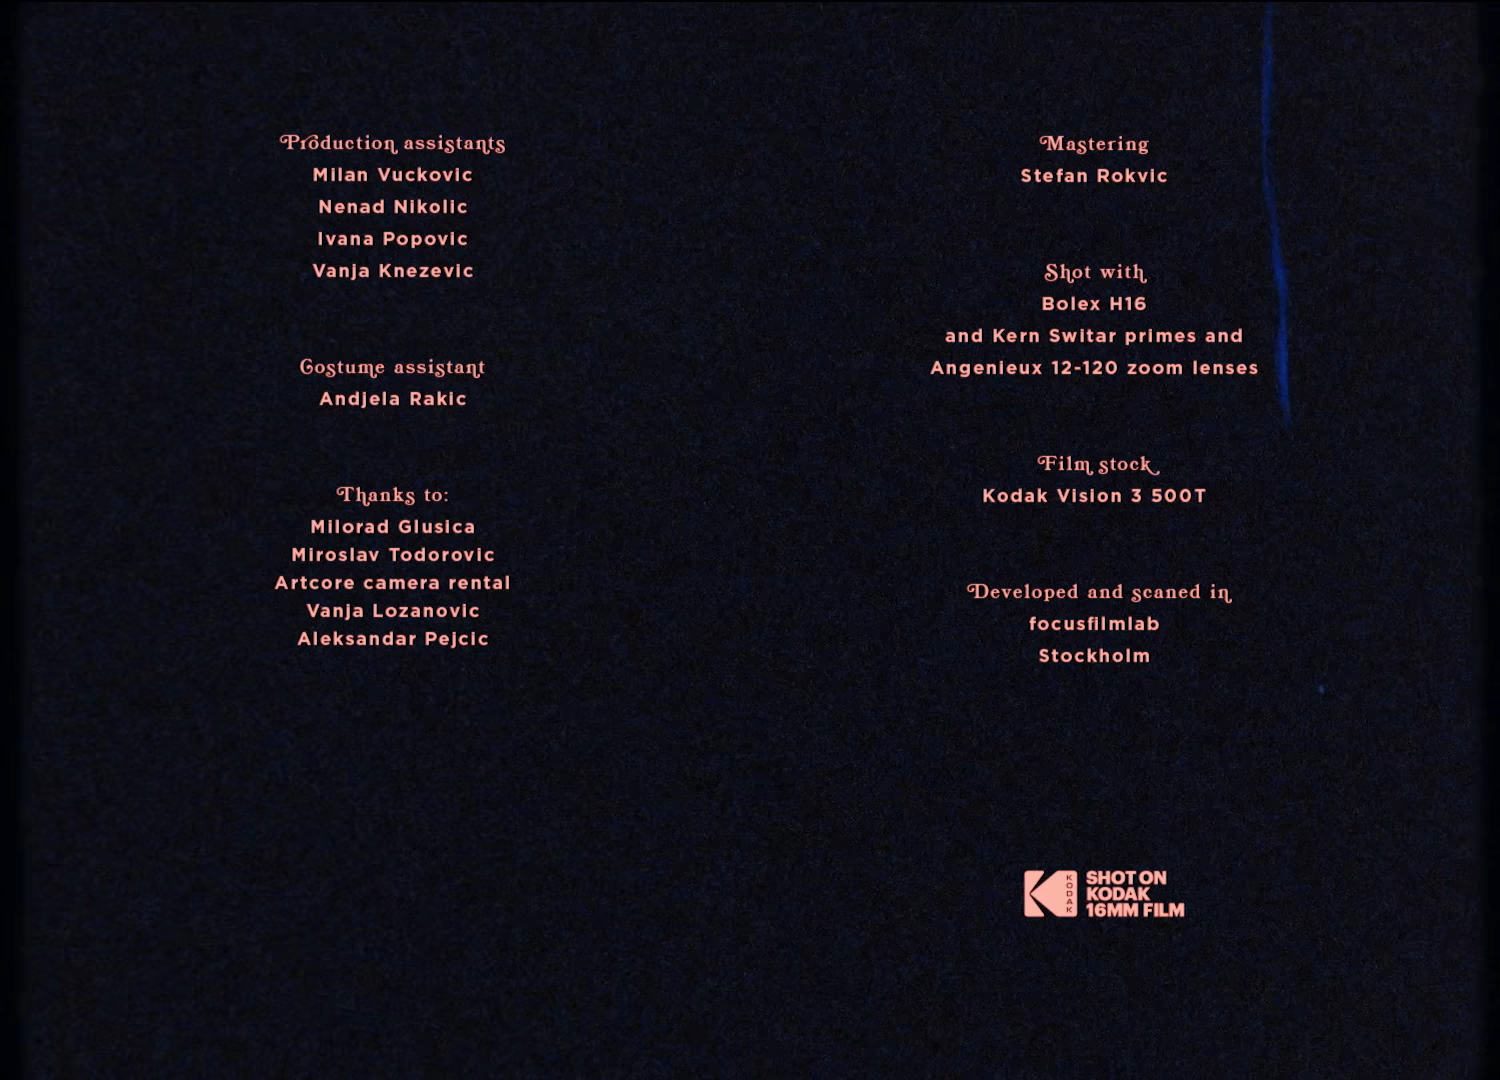 Production assistants
Milan Vuckovic
Nenad Nikolic
Ivana Popovic
Vanja Knezevic
Costume assistant
Andjela Rakic
Thanks to:
Milorad Glusica
Miroslav Todorovic
Artcore camera rental
Vanja Lozanovic
Aleksandar Pejcic
Mastering
Stefan Rokvic
Shot with
Bolex H16
and Kern Switar primes and
Angenieux 12-120 zoom lenses
Film stock
Kodak Vision 3 500T
Developed and scaned in
focusfilmlab
Stockholm
KODAK
SHOT ON
KODAK
16MM FILM